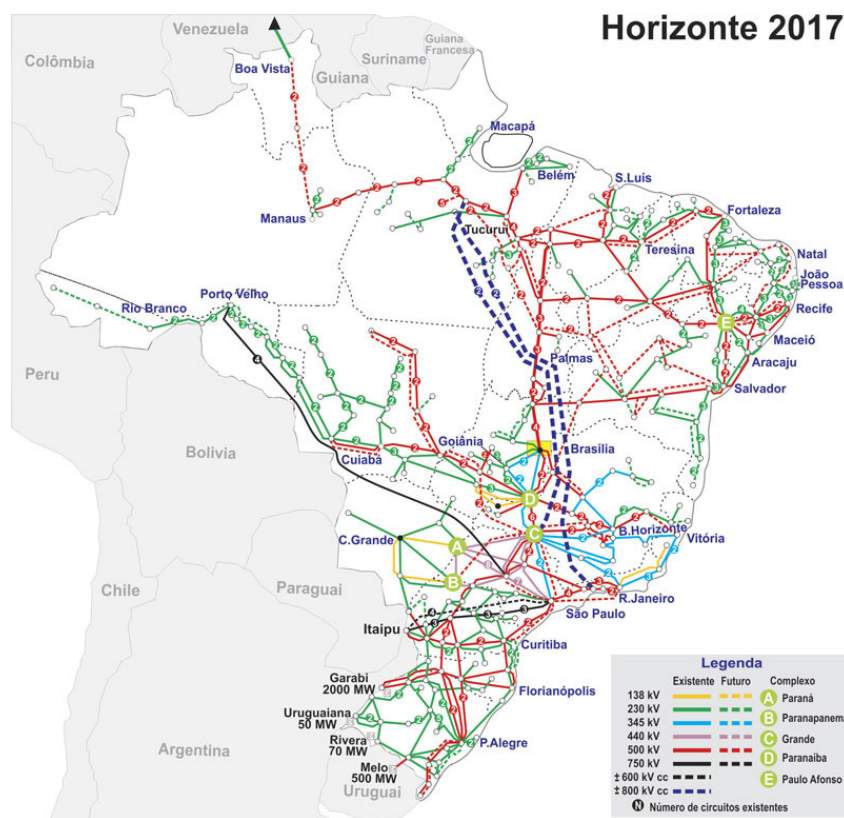 Horizonte 2017
Venezuela
Guiana
Francesa
Colômbia
Suriname
Boa Vista
Guiana
Macapá
Belém
S.Luís
Manaus
Fortaleza
Tucuruí
Teresina
Natal
João
Pessoa
Porto Velho
Rio Branco
Recife
E
Maceió
Palmas
Aracaju
Peru
Salvador
Goiânia
Brasília
Bolivia
Cuiabá
D
C
B.Horizonte
Vitória
C.Grande
A
B
Chile
Paraguai
R.Janeiro
São Paulo
Itaipu
Curitiba
Garabi
2000 MW
Florianópolis
Uruguaiana
50 MW
Rivera
70 MW
P.Alegre
Argentina
Melo
500 MW
Uruguai
Legenda
Existente Futuro Complexo
138 kV A Paraná
230 kV
345 kV B Paranapanema
440 kV C Grande
500 kV
750 kV D Paranaíba
± 600 kV cc
± 800 kV cc E Paulo Afonso
N Número de circuitos existentes